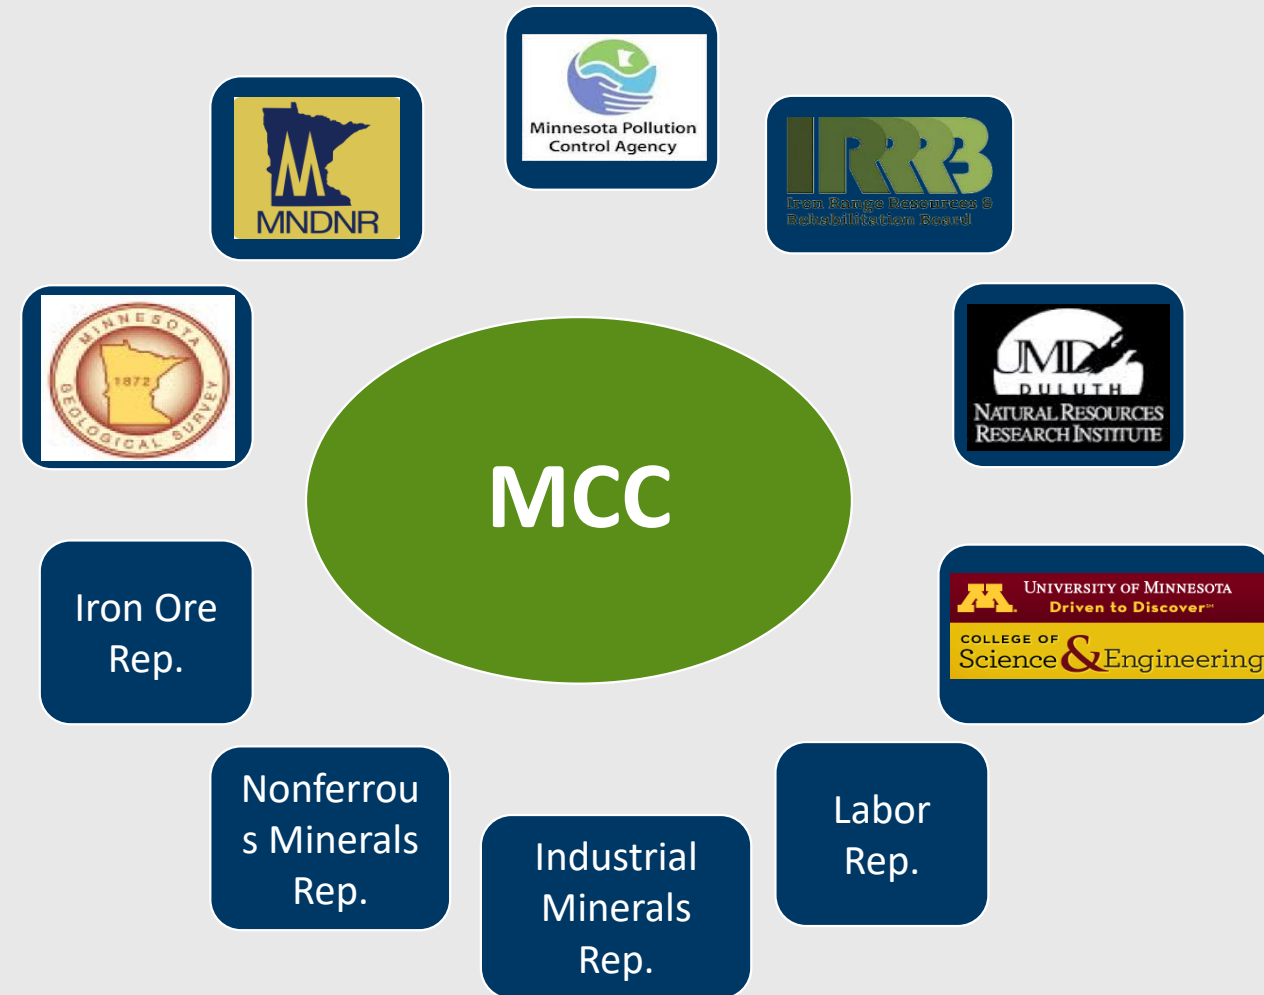 Minnesota Pollution
Control Agency
MNDNR
IRRRB
Iron Range Resources &
Rehabilitation Board
MINNESOTA
1872
GEOLOGICAL SURVEY
UMD
DULUTH
NATURAL RESOURCES
RESEARCH INSTITUTE
MCC
Iron Ore
Rep.
M
UNIVERSITY OF MINNESOTA
Driven to Discover℠
COLLEGE OF
Science & Engineering
Nonferrou
s Minerals
Rep.
Industrial
Minerals
Rep.
Labor
Rep.